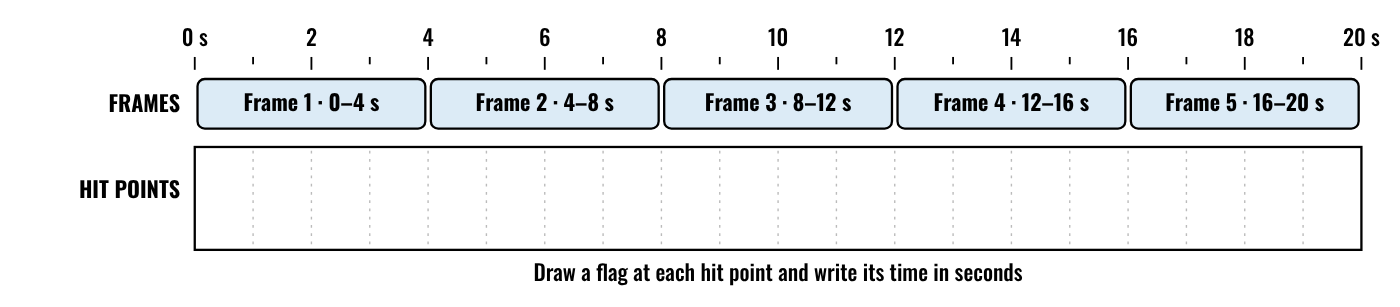 0 s 2 4 6 8 10 12 14 16 18 20 s
FRAMES Frame 1 · 0–4 s Frame 2 · 4–8 s Frame 3 · 8–12 s Frame 4 · 12–16 s Frame 5 · 16–20 s
HIT POINTS
Draw a flag at each hit point and write its time in seconds